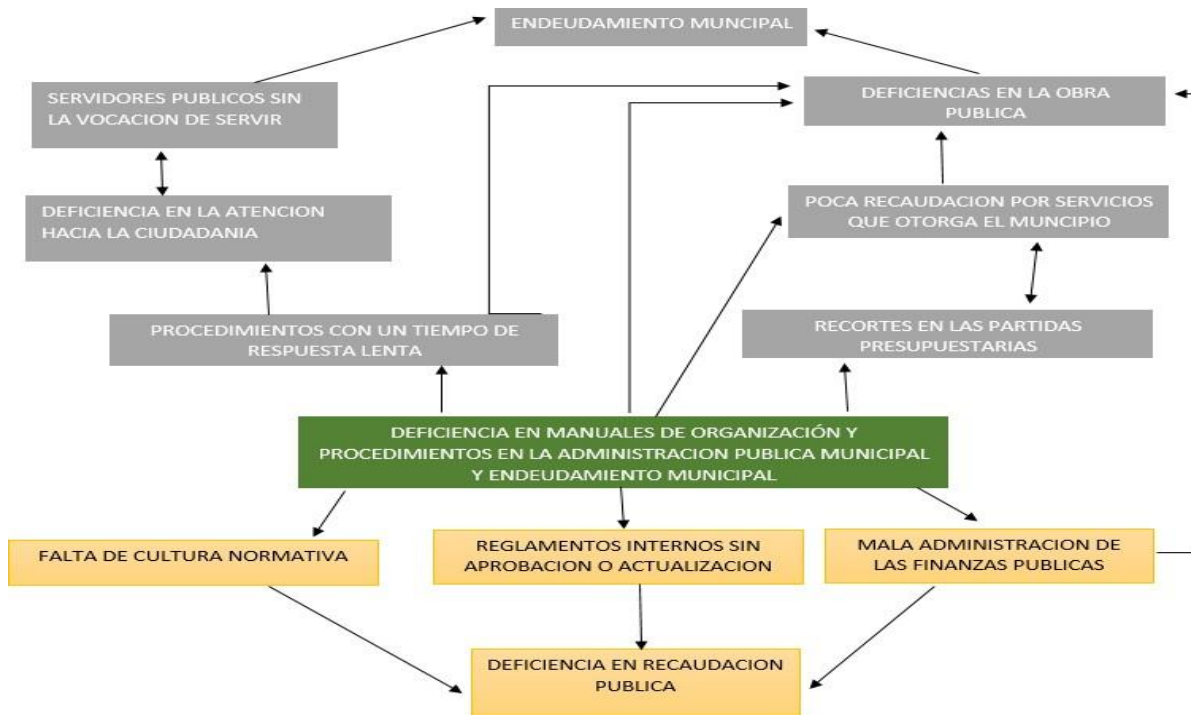 ENDEUDAMIENTO MUNCIPAL
SERVIDORES PUBLICOS SIN
LA VOCACION DE SERVIR
DEFICIENCIAS EN LA OBRA
PUBLICA
DEFICIENCIA EN LA ATENCION
HACIA LA CIUDADANIA
POCA RECAUDACION POR SERVICIOS
QUE OTORGA EL MUNCIPIO
PROCEDIMIENTOS CON UN TIEMPO DE
RESPUESTA LENTA
RECORTES EN LAS PARTIDAS
PRESUPUESTARIAS
DEFICIENCIA EN MANUALES DE ORGANIZACIÓN Y
PROCEDIMIENTOS EN LA ADMINISTRACION PUBLICA MUNICIPAL
Y ENDEUDAMIENTO MUNICIPAL
FALTA DE CULTURA NORMATIVA
REGLAMENTOS INTERNOS SIN
APROBACION O ACTUALIZACION
MALA ADMINISTRACION DE
LAS FINANZAS PUBLICAS
DEFICIENCIA EN RECAUDACION
PUBLICA